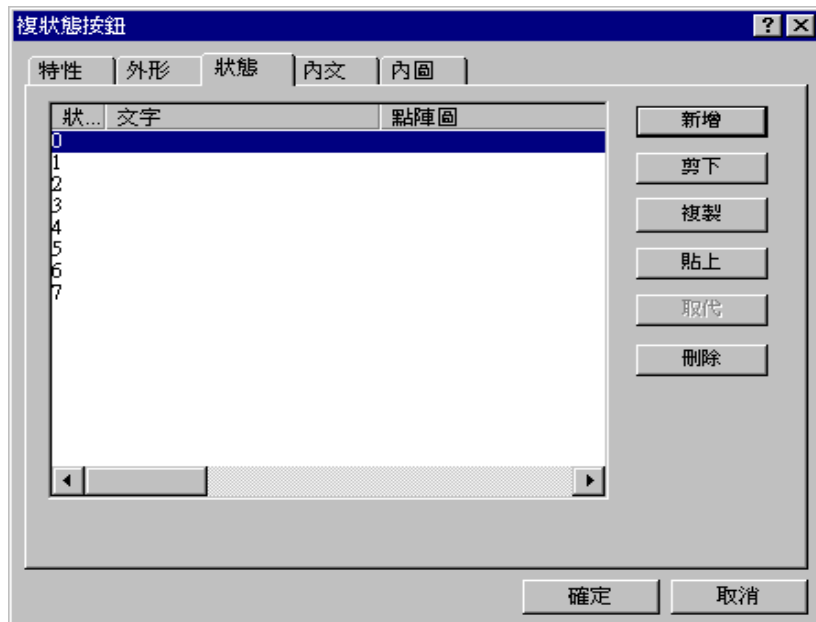 複狀態按鈕
特性 外形 狀態 內文 內圖
狀... 文字 點陣圖
0
1
2
3
4
5
6
7
新增
剪下
複製
貼上
取代
刪除
確定 取消